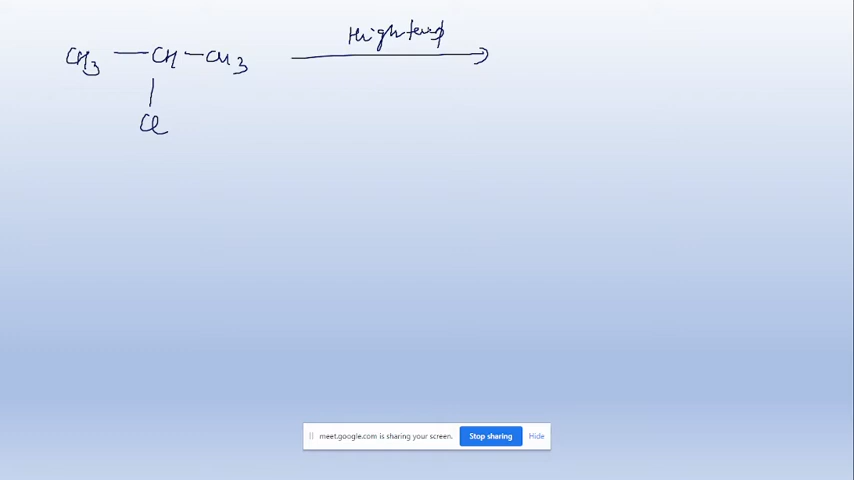 High temp
CH3 — CH — CH3
|
Cl
meet.google.com is sharing your screen. Stop sharing Hide